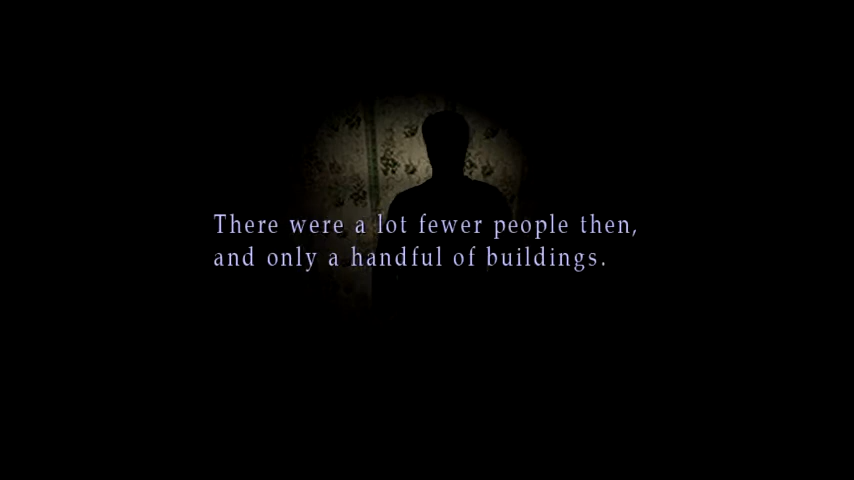 There were a lot fewer people then,
and only a handful of buildings.